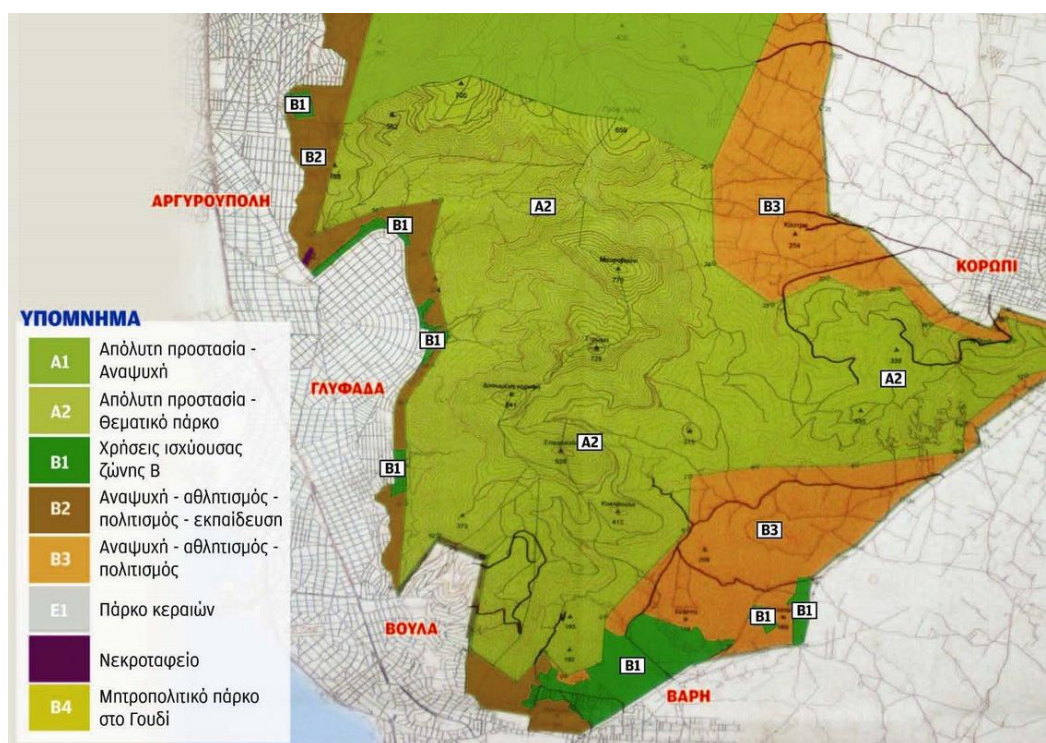 B1
B2
ΑΡΓΥΡΟΥΠΟΛΗ
A2
B3
B1
ΚΟΡΩΠΙ
ΥΠΟΜΝΗΜΑ
A1 Απόλυτη προστασία -
Αναψυχή
A2 Απόλυτη προστασία -
Θεματικό πάρκο
B1 Χρήσεις ισχύουσας
ζώνης Β
B2 Αναψυχή - αθλητισμός -
πολιτισμός - εκπαίδευση
B3 Αναψυχή - αθλητισμός -
πολιτισμός
E1 Πάρκο κεραιών
Νεκροταφείο
B4 Μητροπολιτικό πάρκο
στο Γουδί
B1
ΓΛΥΦΑΔΑ
A2
A2
B1
B3
B1
B1
ΒΟΥΛΑ
B1
ΒΑΡΗ